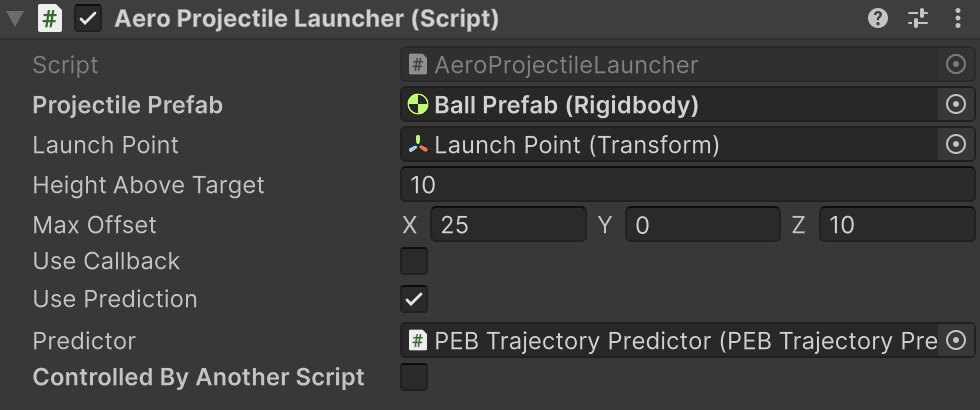 Aero Projectile Launcher (Script)
Script AeroProjectileLauncher
Projectile Prefab Ball Prefab (Rigidbody)
Launch Point Launch Point (Transform)
Height Above Target 10
Max Offset X 25 Y 0 Z 10
Use Callback
Use Prediction
Predictor PEB Trajectory Predictor (PEB Trajectory Pre
Controlled By Another Script